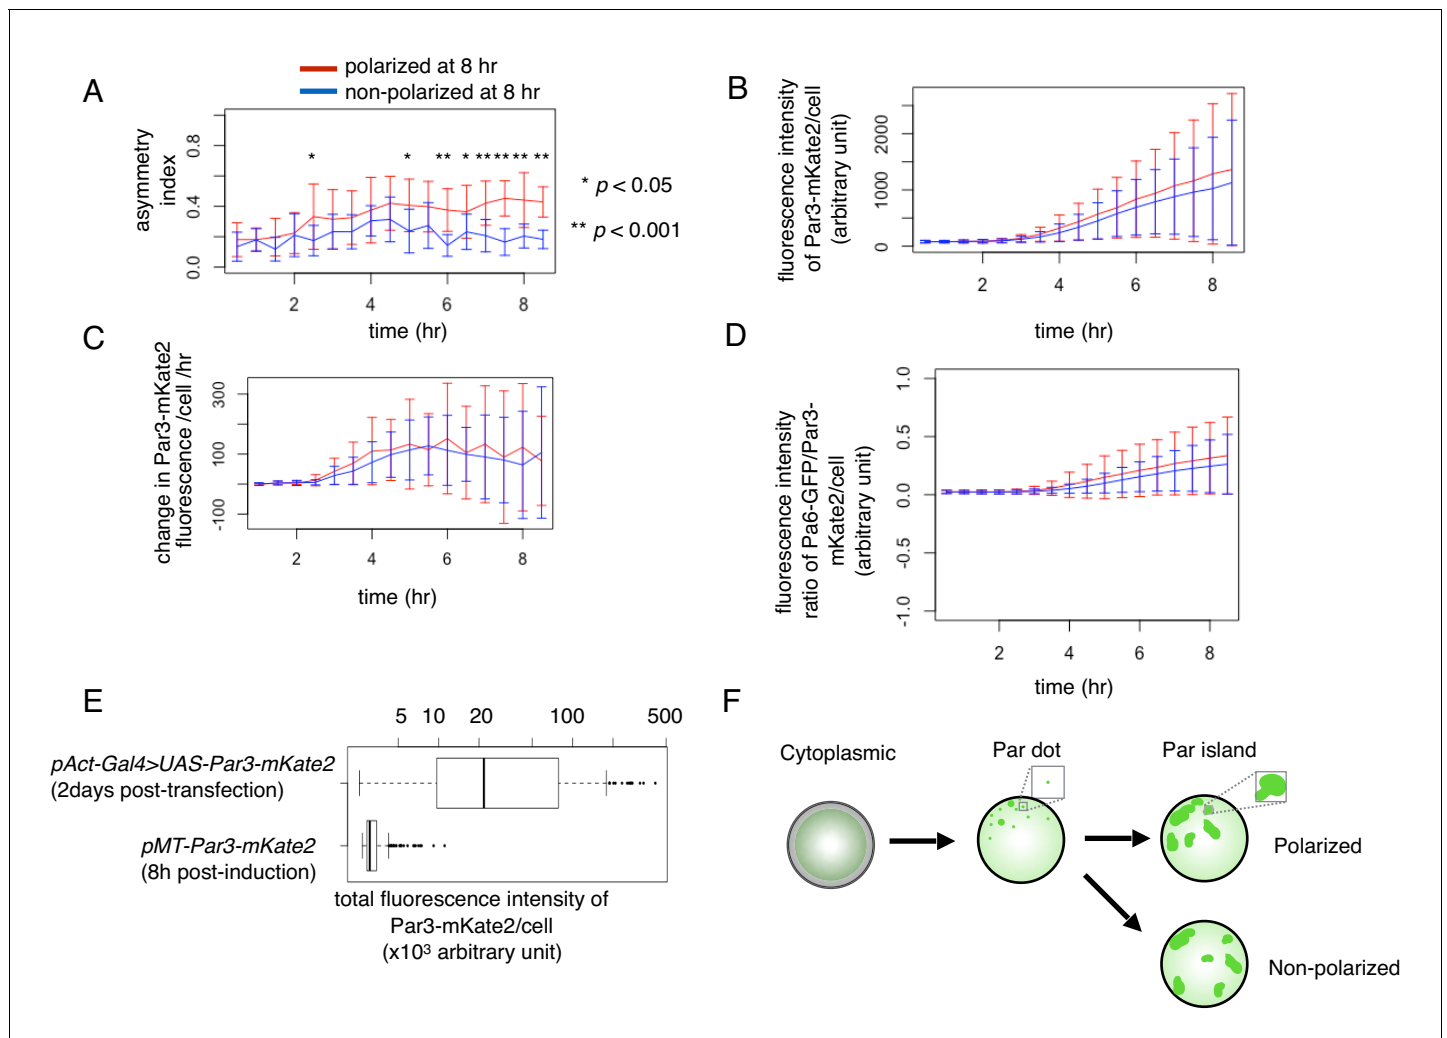 A
polarized at 8 hr
non-polarized at 8 hr
asymmetry
index
0.0 0.4 0.8
* * ** * ** ** ** **
* p < 0.05
** p < 0.001
2 4 6 8
time (hr)
B
fluorescence intensity
of Par3-mKate2/cell
(arbitrary unit)
0 1000 2000
2 4 6 8
time (hr)
C
change in Par3-mKate2
fluorescence /cell /hr
-100 100 300
2 4 6 8
time (hr)
D
fluorescence intensity
ratio of Pa6-GFP/Par3-
mKate2/cell
(arbitrary unit)
-1.0 -0.5 0.0 0.5 1.0
2 4 6 8
time (hr)
E
5 10 20 100 500
pAct-Gal4>UAS-Par3-mKate2
(2days post-transfection)
pMT-Par3-mKate2
(8h post-induction)
total fluorescence intensity of
Par3-mKate2/cell
(x10³ arbitrary unit)
F
Cytoplasmic
Par dot
Par island
Polarized
Non-polarized